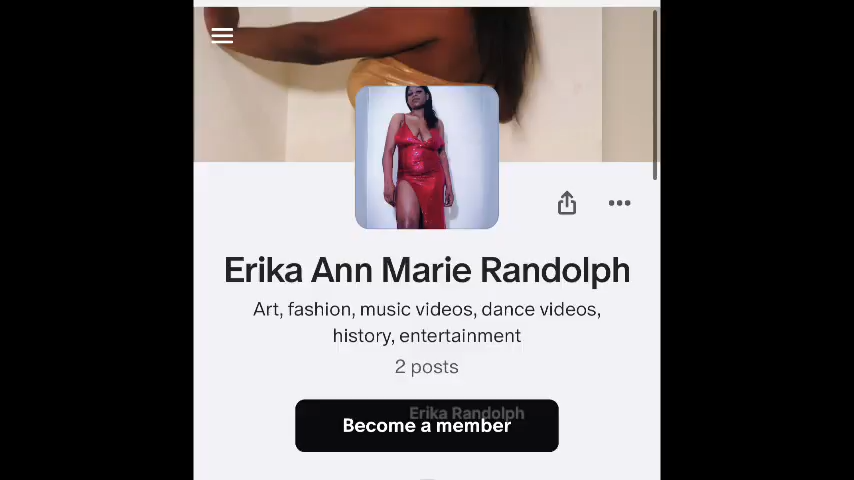 Erika Ann Marie Randolph
Art, fashion, music videos, dance videos,
history, entertainment
2 posts
Erika Randolph
Become a member